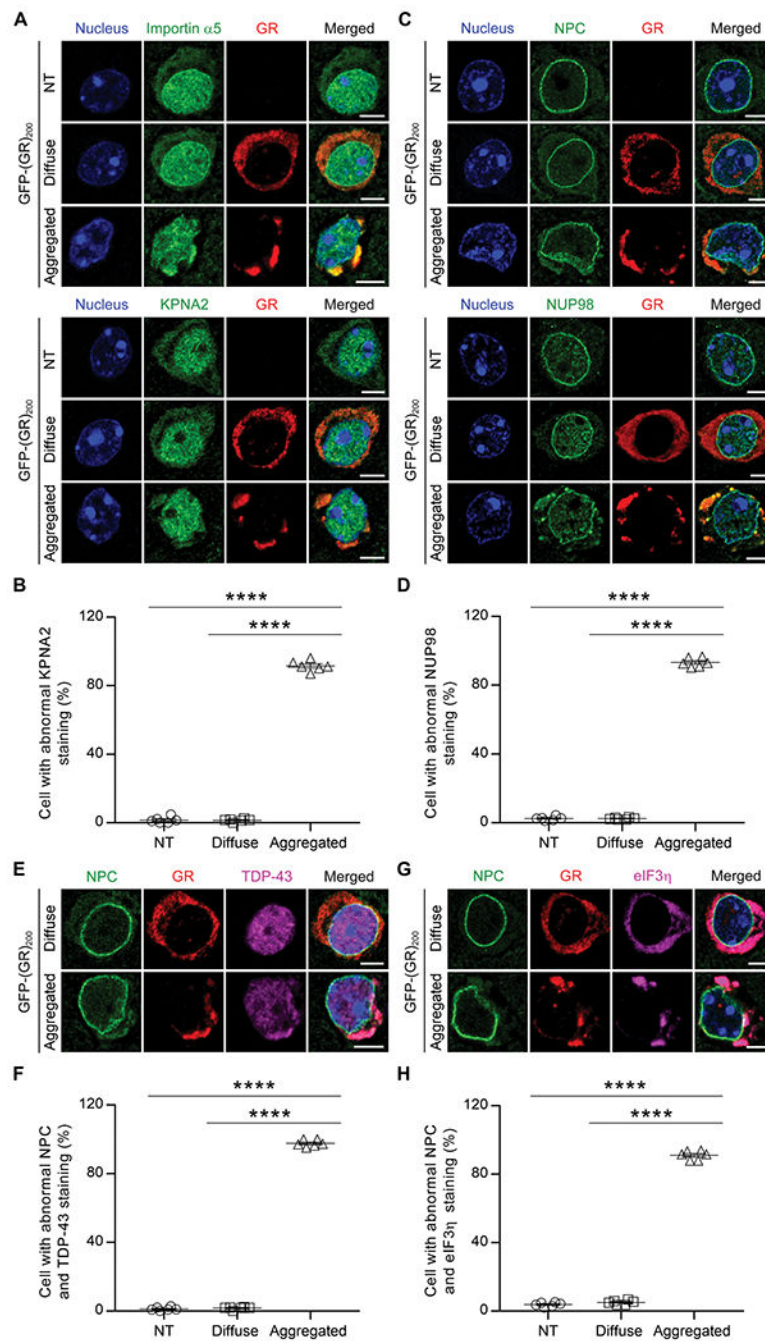 A
Nucleus Importin α5 GR Merged
NT
Diffuse
Aggregated
GFP-(GR)200
Nucleus KPNA2 GR Merged
NT
Diffuse
Aggregated
GFP-(GR)200
C
Nucleus NPC GR Merged
NT
Diffuse
Aggregated
GFP-(GR)200
Nucleus NUP98 GR Merged
NT
Diffuse
Aggregated
GFP-(GR)200
B
Cell with abnormal KPNA2
staining (%)
120
80
40
0
****
****
NT Diffuse Aggregated
D
Cell with abnormal NUP98
staining (%)
120
80
40
0
****
****
NT Diffuse Aggregated
E
NPC GR TDP-43 Merged
Diffuse
Aggregated
GFP-(GR)200
G
NPC GR eIF3η Merged
Diffuse
Aggregated
GFP-(GR)200
F
Cell with abnormal NPC
and TDP-43 staining (%)
120
80
40
0
****
****
NT Diffuse Aggregated
H
Cell with abnormal NPC
and eIF3η staining (%)
120
80
40
0
****
****
NT Diffuse Aggregated